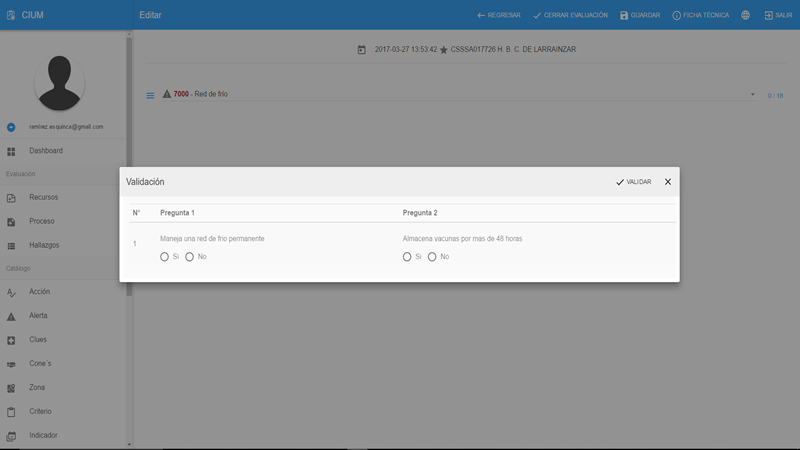 CIUM
Editar
REGRESAR
CERRAR EVALUACIÓN
GUARDAR
FICHA TÉCNICA
SALIR
2017-03-27 13:53:42 CSSSA017726 H. B. C. DE LARRAINZAR
7000 - Red de frío
0 / 18
ramirez.esquinca@gmail.com
Dashboard
Evaluación
Recursos
Proceso
Hallazgos
Catálogo
Acción
Alerta
Clues
Cone´s
Zona
Criterio
Indicador
Validación
VALIDAR
N° Pregunta 1 Pregunta 2
1 Maneja una red de frio permanente Almacena vacunas por mas de 48 horas
Si No Si No